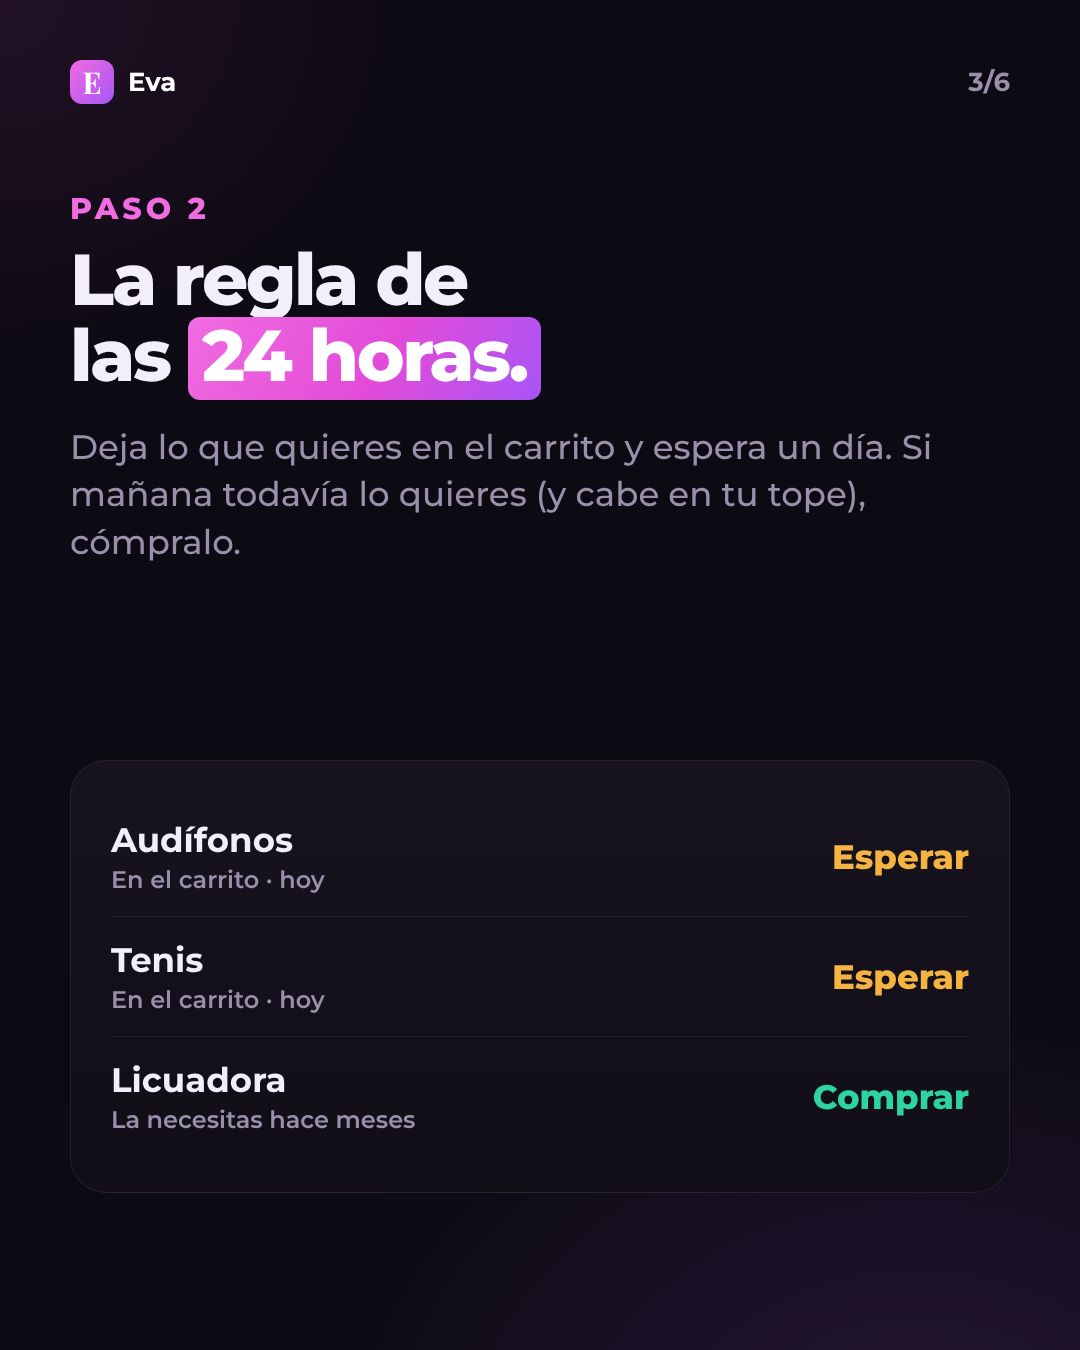 E Eva
3/6
PASO 2
La regla de
las 24 horas.
Deja lo que quieres en el carrito y espera un día. Si
mañana todavía lo quieres (y cabe en tu tope),
cómpralo.
Audífonos
En el carrito · hoy
Esperar
Tenis
En el carrito · hoy
Esperar
Licuadora
La necesitas hace meses
Comprar